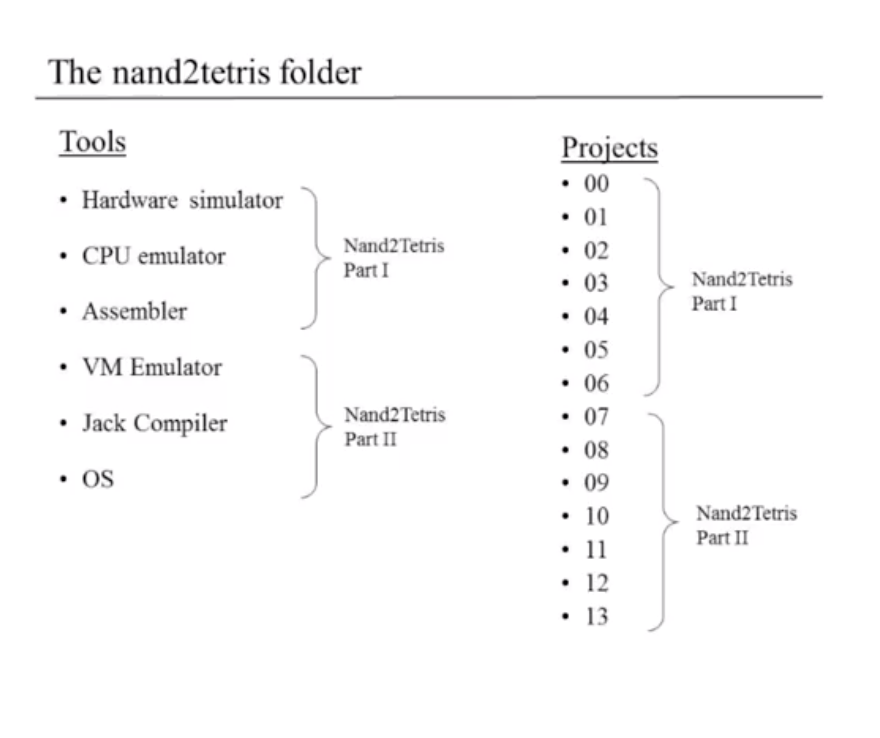 The nand2tetris folder
Tools
• Hardware simulator
• CPU emulator
• Assembler
Nand2Tetris
Part I
• VM Emulator
• Jack Compiler
• OS
Nand2Tetris
Part II
Projects
• 00
• 01
• 02
• 03
• 04
• 05
• 06
Nand2Tetris
Part I
• 07
• 08
• 09
• 10
• 11
• 12
• 13
Nand2Tetris
Part II